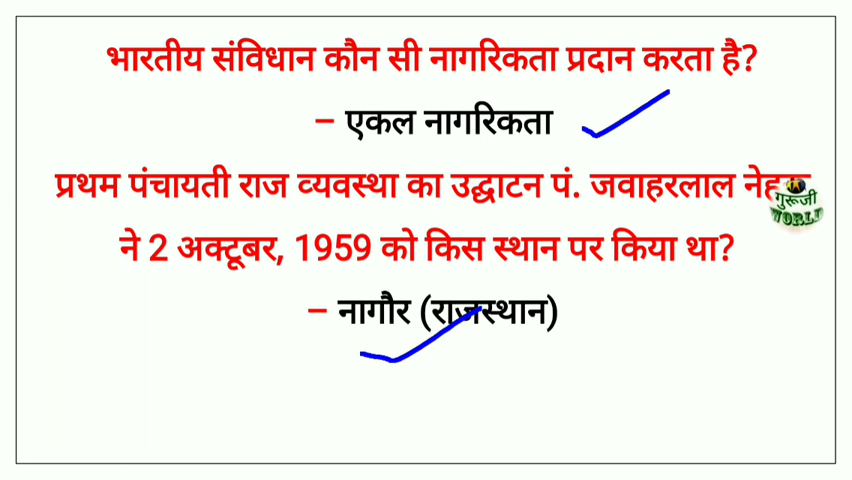 भारतीय संविधान कौन सी नागरिकता प्रदान करता है?
– एकल नागरिकता
प्रथम पंचायती राज व्यवस्था का उद्घाटन पं. जवाहरलाल
ने 2 अक्टूबर, 1959 को किस स्थान पर किया था?
– नागौर (राजस्थान)
गुरूजी
WORLD